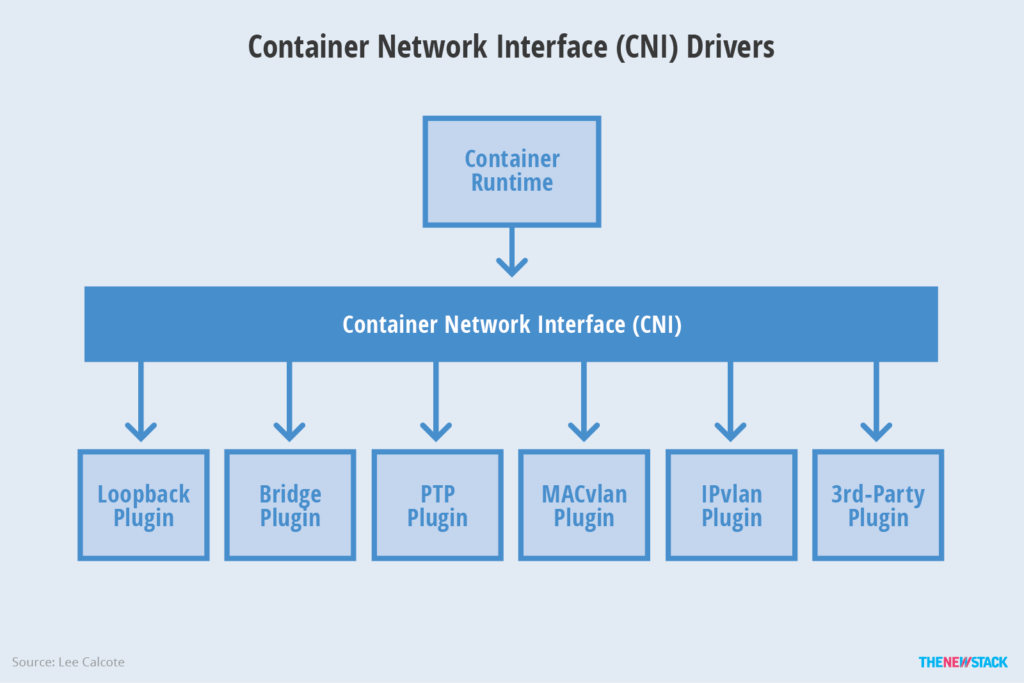 Container Network Interface (CNI) Drivers
Container
Runtime
Container Network Interface (CNI)
Loopback
Plugin
Bridge
Plugin
PTP
Plugin
MACvlan
Plugin
IPvlan
Plugin
3rd-Party
Plugin
Source: Lee Calcote
THENEWSTACK